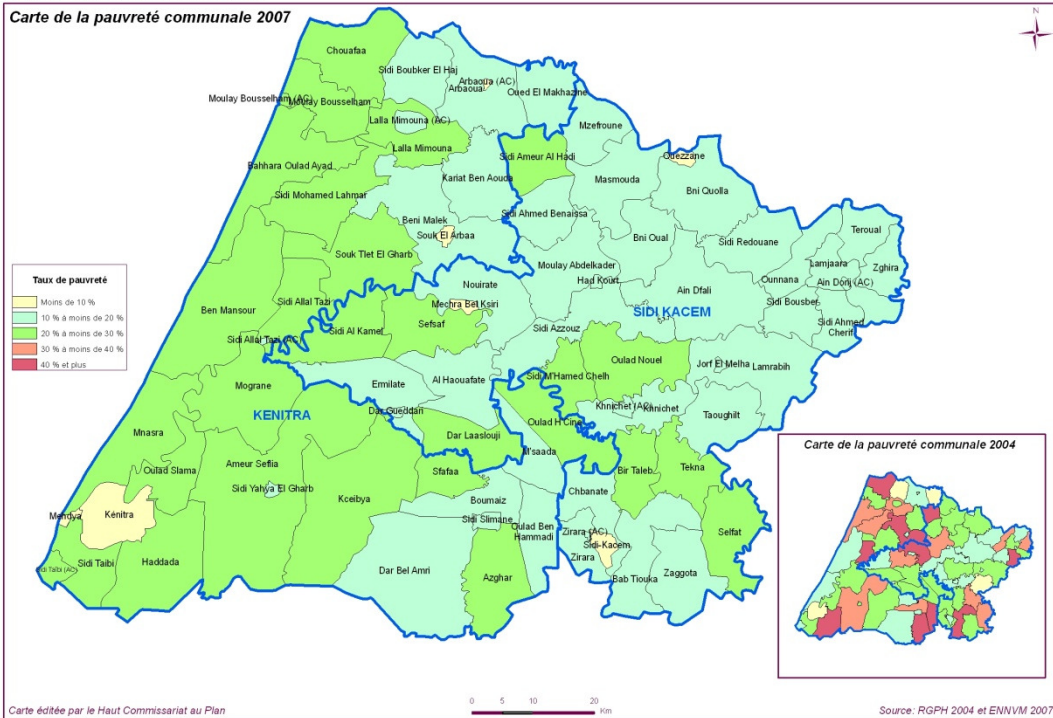 Carte de la pauvreté communale 2007
N
Chouafaa
Sidi Boubker El Haj
Arbaoua (AC)
Arbaoua
Oued El Makhazine
Moulay Bousselham (AC)
Moulay Bousselham
Lalla Mimouna (AC)
Mzefroune
Lalla Mimouna
Sidi Ameur Al Hadi
Ouezzane
Bahhara Oulad Ayad
Masmouda
Bni Quolla
Kariat Ben Aouda
Sidi Mohamed Lahmar
Sidi Ahmed Benaissa
Beni Malek
Souk El Arbaa
Bni Oual
Sidi Redouane
Teroual
Souk Tlet El Gharb
Moulay Abdelkader
Lamjaara
Zghira
Had Kourt
Ounnana
Ain Dorij (AC)
Nouirate
Ain Dfali
Taux de pauvreté
Moins de 10 %
10 % à moins de 20 %
20 % à moins de 30 %
30 % à moins de 40 %
40 % et plus
Sidi Allal Tazi
Mechra Bel Ksiri
Sidi Bousber
Ben Mansour
Sefsaf
SIDI KACEM
Sidi Al Kamel
Sidi Azzouz
Sidi Ahmed
Cherif
Sidi Allal Tazi (AC)
Oulad Nouel
Jorf El Melha
Lamrabih
Sidi M'Hamed Chelh
Mograne
Ermilate
Al Haouafate
KENITRA
Dar Gueddari
Khnichet (AC)
Khnichet
Taoughilt
Oulad H'Cine
Mnasra
Dar Laaslouji
M'saada
Oulad Slama
Ameur Seflia
Sfafaa
Bir Taleb
Tekna
Sidi Yahya El Gharb
Kceibya
Boumaiz
Chbanate
Mehdya
Kénitra
Sidi Slimane
Oulad Ben
Hammadi
Zirara (AC)
Sidi-Kacem
Selfat
Zirara
Sidi Taibi (AC)
Sidi Taibi
Haddada
Dar Bel Amri
Azghar
Bab Tiouka
Zaggota
Carte de la pauvreté communale 2004
0 5 10 20
Km
Carte éditée par le Haut Commissariat au Plan
Source: RGPH 2004 et ENNVM 2007